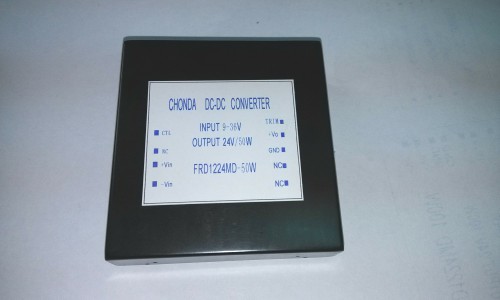 CHONDA DC-DC CONVERTER
INPUT 9-36V
OUTPUT 24V/50W
FRD1224MD-50W
CTL
NC
+Vin
-Vin
TRIM
+Vo
GND
NC
NC